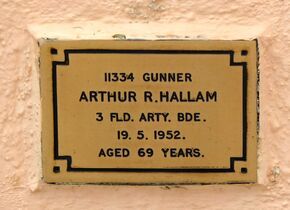 11334 GUNNER
ARTHUR R. HALLAM
3 FLD. ARTY. BDE.
19. 5. 1952.
AGED 69 YEARS.